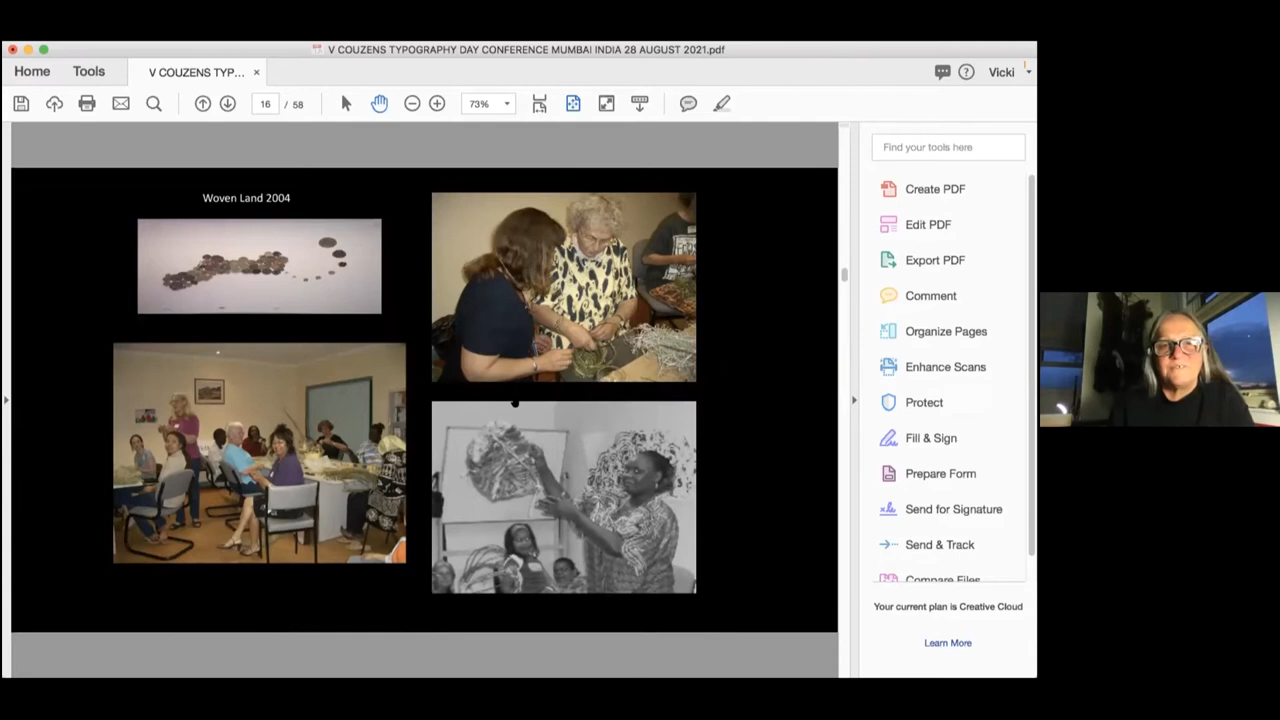 V COUZENS TYPOGRAPHY DAY CONFERENCE MUMBAI INDIA 28 AUGUST 2021.pdf
Home
Tools
V COUZENS TYP...
Vicki
16 / 58
73%
Woven Land 2004
Find your tools here
Create PDF
Edit PDF
Export PDF
Comment
Organize Pages
Enhance Scans
Protect
Fill & Sign
Prepare Form
Send for Signature
Send & Track
Compare Files
Your current plan is Creative Cloud
Learn More